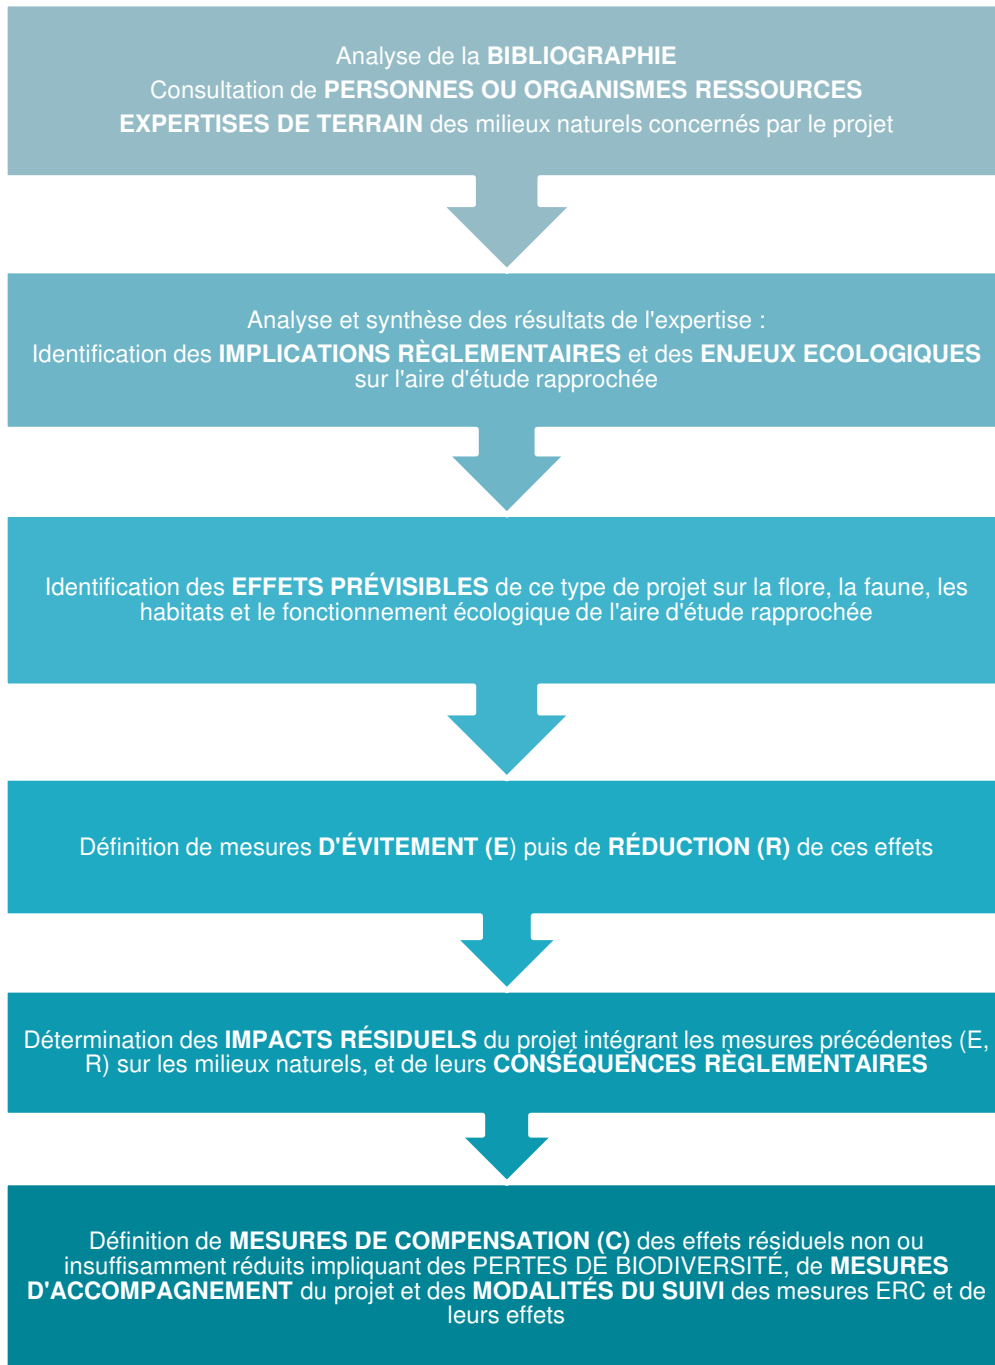 Analyse de la BIBLIOGRAPHIE
Consultation de PERSONNES OU ORGANISMES RESSOURCES
EXPERTISES DE TERRAIN des milieux naturels concernés par le projet
Analyse et synthèse des résultats de l'expertise :
Identification des IMPLICATIONS RÈGLEMENTAIRES et des ENJEUX ECOLOGIQUES
sur l'aire d'étude rapprochée
Identification des EFFETS PRÉVISIBLES de ce type de projet sur la flore, la faune, les
habitats et le fonctionnement écologique de l'aire d'étude rapprochée
Définition de mesures D'ÉVITEMENT (E) puis de RÉDUCTION (R) de ces effets
Détermination des IMPACTS RÉSIDUELS du projet intégrant les mesures précédentes (E,
R) sur les milieux naturels, et de leurs CONSÉQUENCES RÈGLEMENTAIRES
Définition de MESURES DE COMPENSATION (C) des effets résiduels non ou
insuffisamment réduits impliquant des PERTES DE BIODIVERSITÉ, de MESURES
D'ACCOMPAGNEMENT du projet et des MODALITÉS DU SUIVI des mesures ERC et de
leurs effets